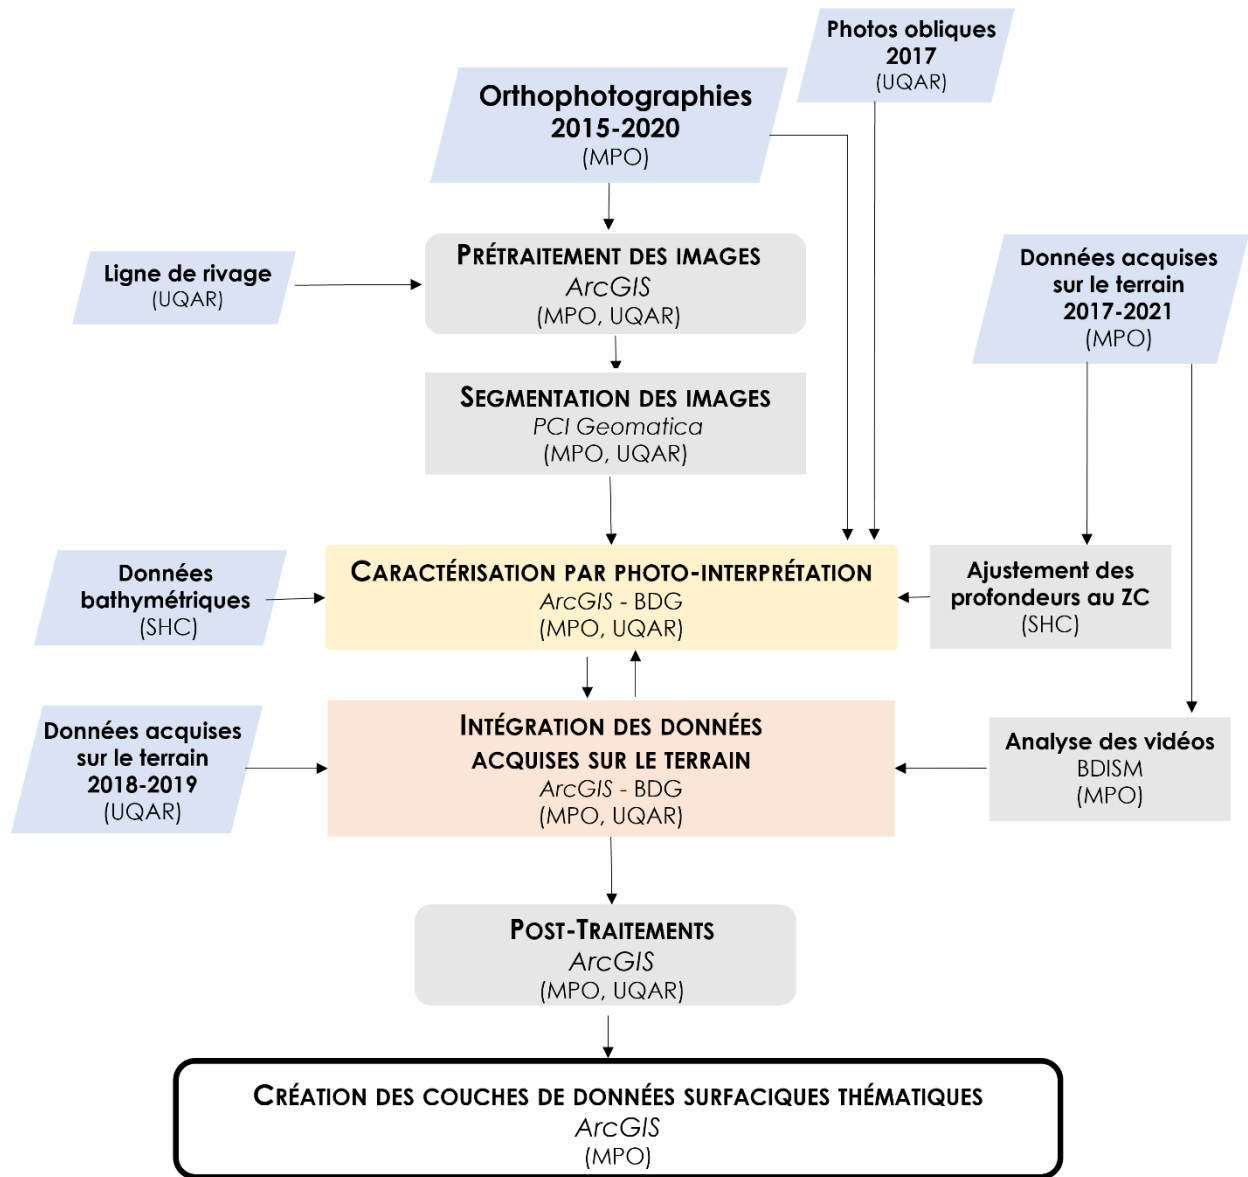 Photos obliques
2017
(UQAR)
Orthophotographies
2015-2020
(MPO)
PRÉTRAITEMENT DES IMAGES
ArcGIS
(MPO, UQAR)
Ligne de rivage
(UQAR)
Données acquises
sur le terrain
2017-2021
(MPO)
SEGMENTATION DES IMAGES
PCI Geomatica
(MPO, UQAR)
Données
bathymétriques
(SHC)
CARACTÉRISATION PAR PHOTO-INTERPRÉTATION
ArcGIS - BDG
(MPO, UQAR)
Ajustement des
profondeurs au ZC
(SHC)
Données acquises
sur le terrain
2018-2019
(UQAR)
INTÉGRATION DES DONNÉES
ACQUISES SUR LE TERRAIN
ArcGIS - BDG
(MPO, UQAR)
Analyse des vidéos
BDISM
(MPO)
POST-TRAITEMENTS
ArcGIS
(MPO, UQAR)
CRÉATION DES COUCHES DE DONNÉES SURFACIQUES THÉMATIQUES
ArcGIS
(MPO)